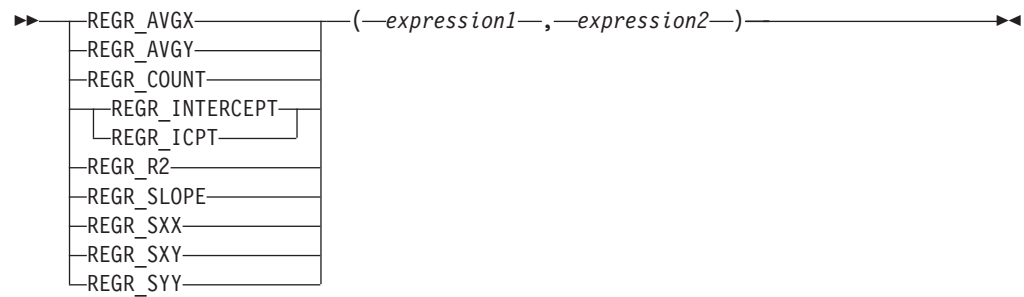 REGR_AVGX ( expression1 , expression2 )
REGR_AVGY
REGR_COUNT
REGR_INTERCEPT
REGR_ICPT
REGR_R2
REGR_SLOPE
REGR_SXX
REGR_SXY
REGR_SYY